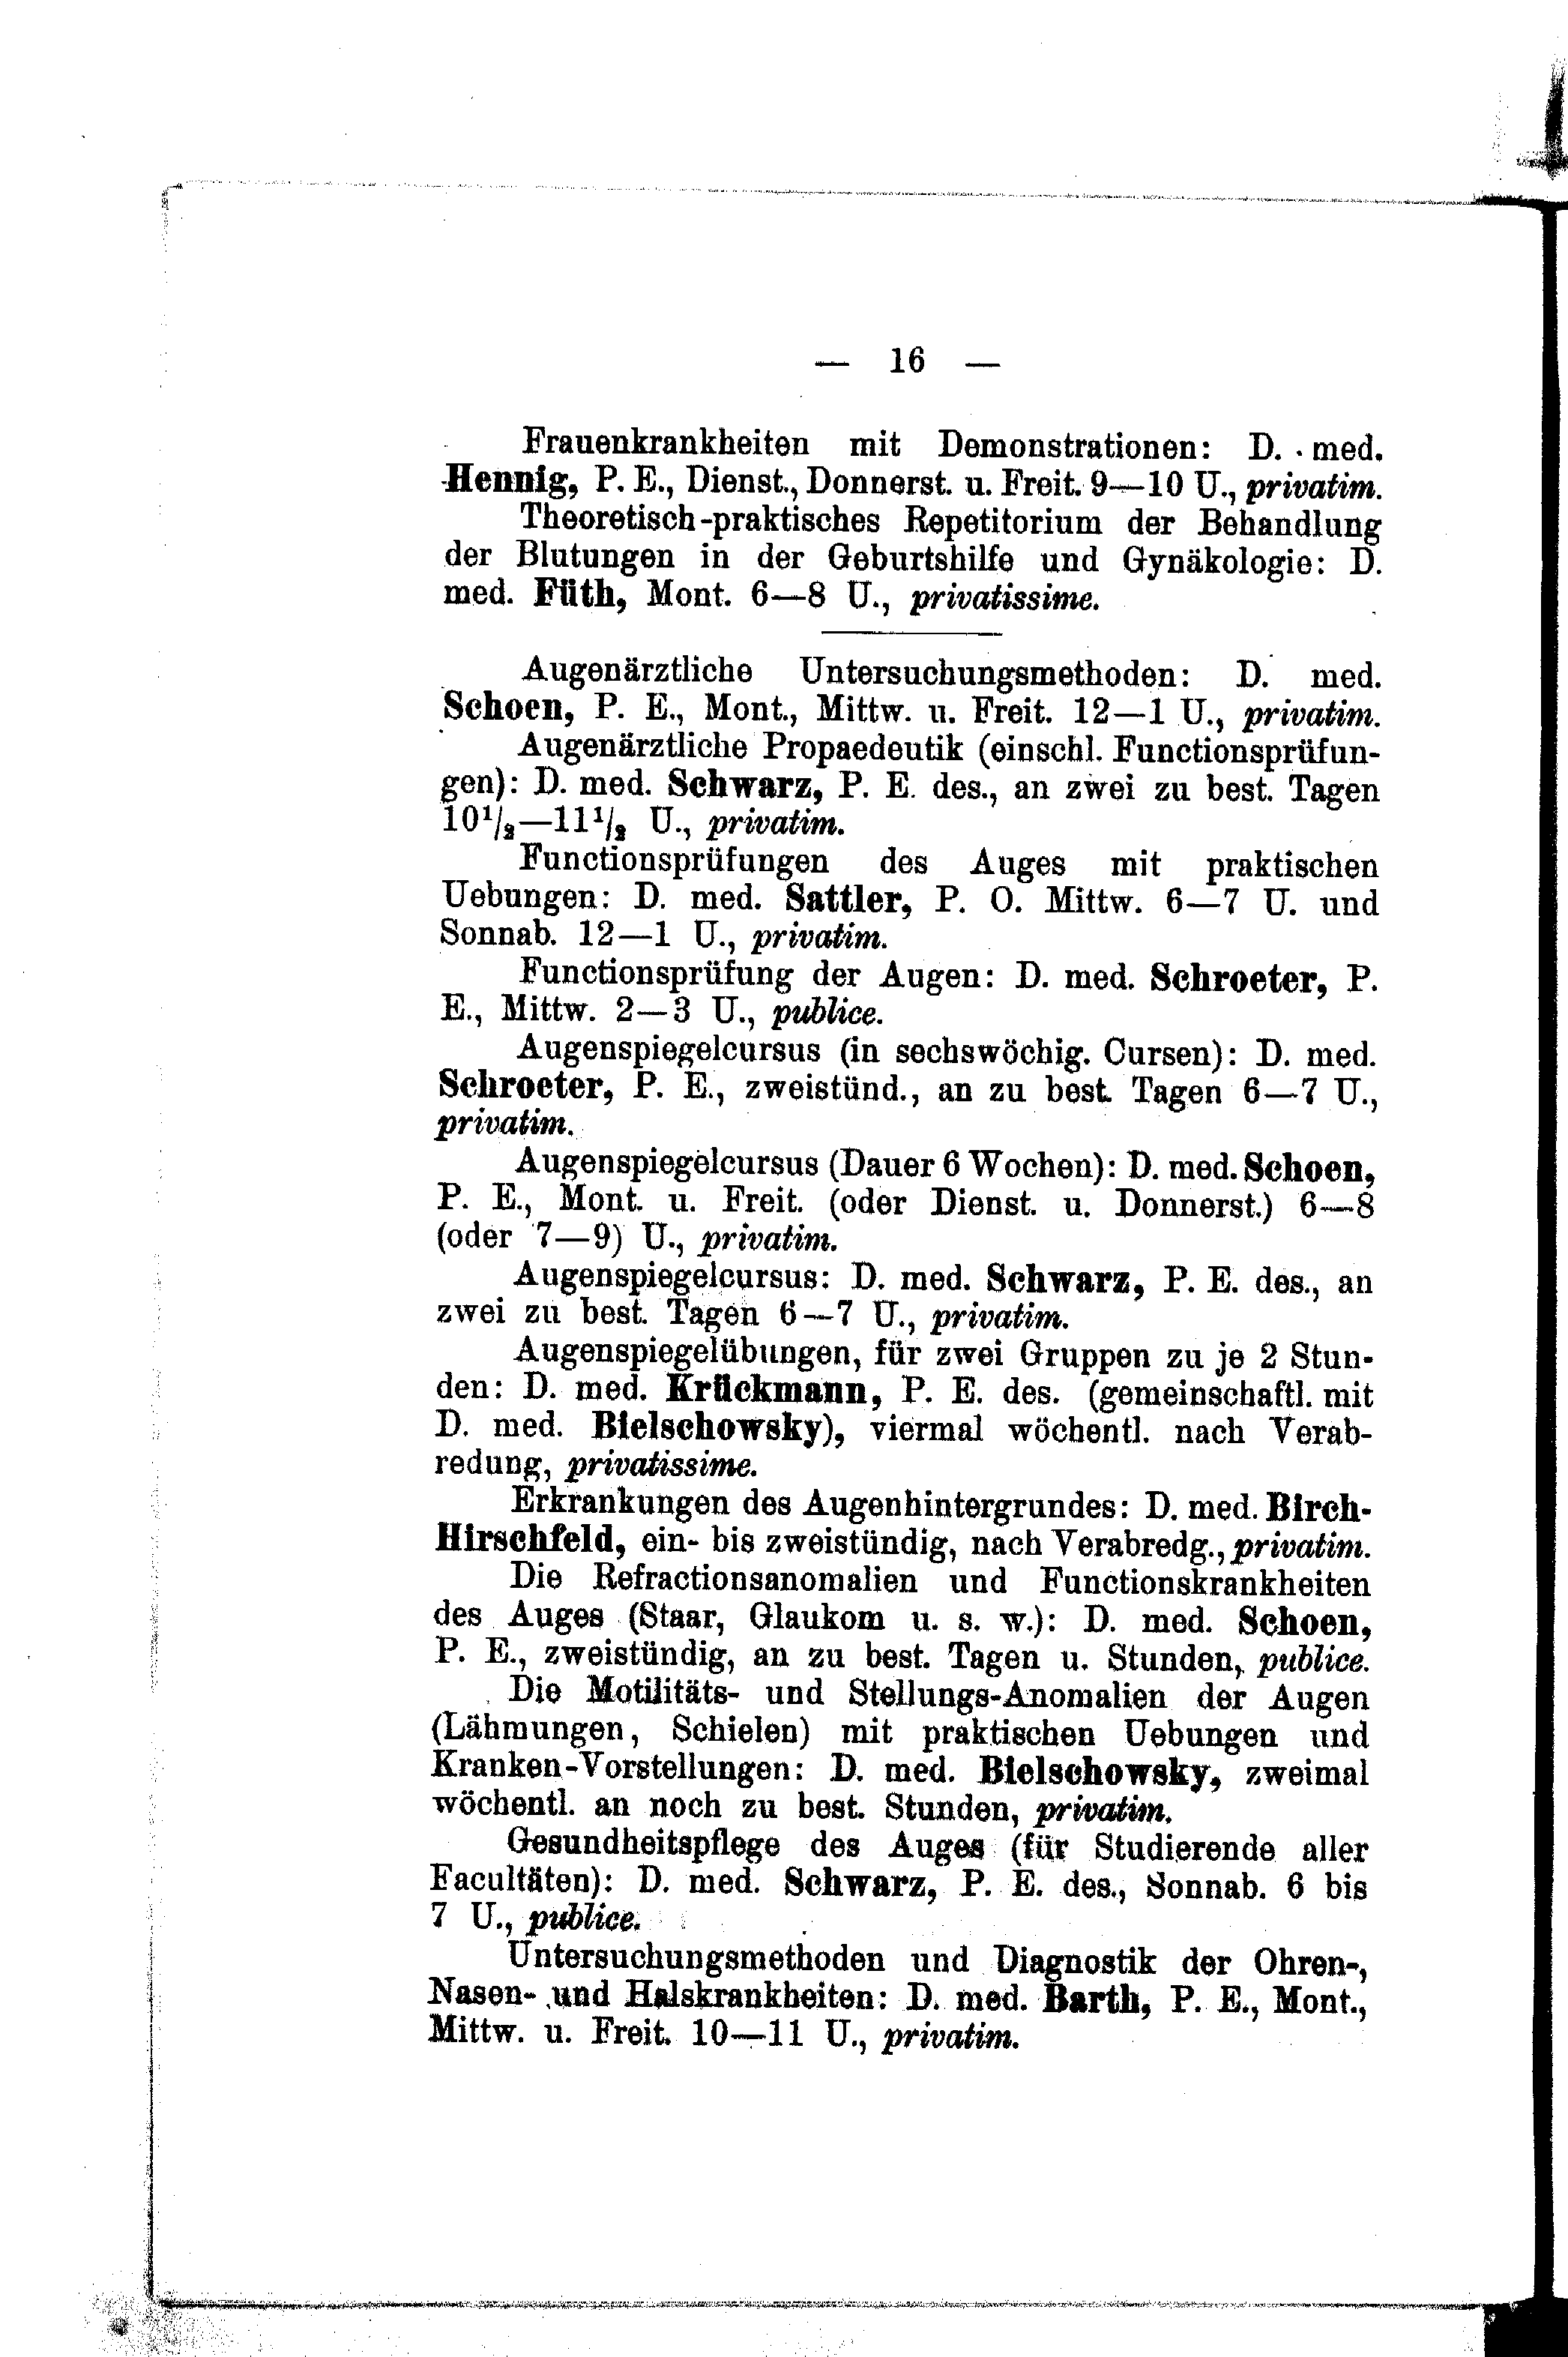 — 16 —
Frauenkrankheiten mit Demonstrationen: D. med.
Hennig, P. E., Dienst., Donnerst. u. Freit. 9—10 U., privatim.
Theoretisch-praktisches Repetitorium der Behandlung
der Blutungen in der Geburtshilfe und Gynäkologie: D.
med. Füth, Mont. 6—8 U., privatissime.
Augenärztliche Untersuchungsmethoden: D. med.
Schoen, P. E., Mont., Mittw. u. Freit. 12—1 U., privatim.
Augenärztliche Propaedeutik (einschl. Functionsprüfun-
gen): D. med. Schwarz, P. E. des., an zwei zu best. Tagen
10¹/₂—11¹/₂ U., privatim.
Functionsprüfungen des Auges mit praktischen
Uebungen: D. med. Sattler, P. O. Mittw. 6—7 U. und
Sonnab. 12—1 U., privatim.
Functionsprüfung der Augen: D. med. Schroeter, P.
E., Mittw. 2—3 U., publice.
Augenspiegelcursus (in sechswöchig. Cursen): D. med.
Schroeter, P. E., zweistünd., an zu best. Tagen 6—7 U.,
privatim.
Augenspiegelcursus (Dauer 6 Wochen): D. med. Schoen,
P. E., Mont. u. Freit. (oder Dienst. u. Donnerst.) 6—8
(oder 7—9) U., privatim.
Augenspiegelcursus: D. med. Schwarz, P. E. des., an
zwei zu best. Tagen 6—7 U., privatim.
Augenspiegelübungen, für zwei Gruppen zu je 2 Stun-
den: D. med. Krückmann, P. E. des. (gemeinschaftl. mit
D. med. Bielschowsky), viermal wöchentl. nach Verab-
redung, privatissime.
Erkrankungen des Augenhintergrundes: D. med. Birch-
Hirschfeld, ein- bis zweistündig, nach Verabredg., privatim.
Die Refractionsanomalien und Functionskrankheiten
des Auges (Staar, Glaukom u. s. w.): D. med. Schoen,
P. E., zweistündig, an zu best. Tagen u. Stunden, publice.
Die Motilitäts- und Stellungs-Anomalien der Augen
(Lähmungen, Schielen) mit praktischen Uebungen und
Kranken-Vorstellungen: D. med. Bielschowsky, zweimal
wöchentl. an noch zu best. Stunden, privatim.
Gesundheitspflege des Auges (für Studierende aller
Facultäten): D. med. Schwarz, P. E. des., Sonnab. 6 bis
7 U., publice.
Untersuchungsmethoden und Diagnostik der Ohren-,
Nasen- und Halskrankheiten: D. med. Barth, P. E., Mont.,
Mittw. u. Freit. 10—11 U., privatim.